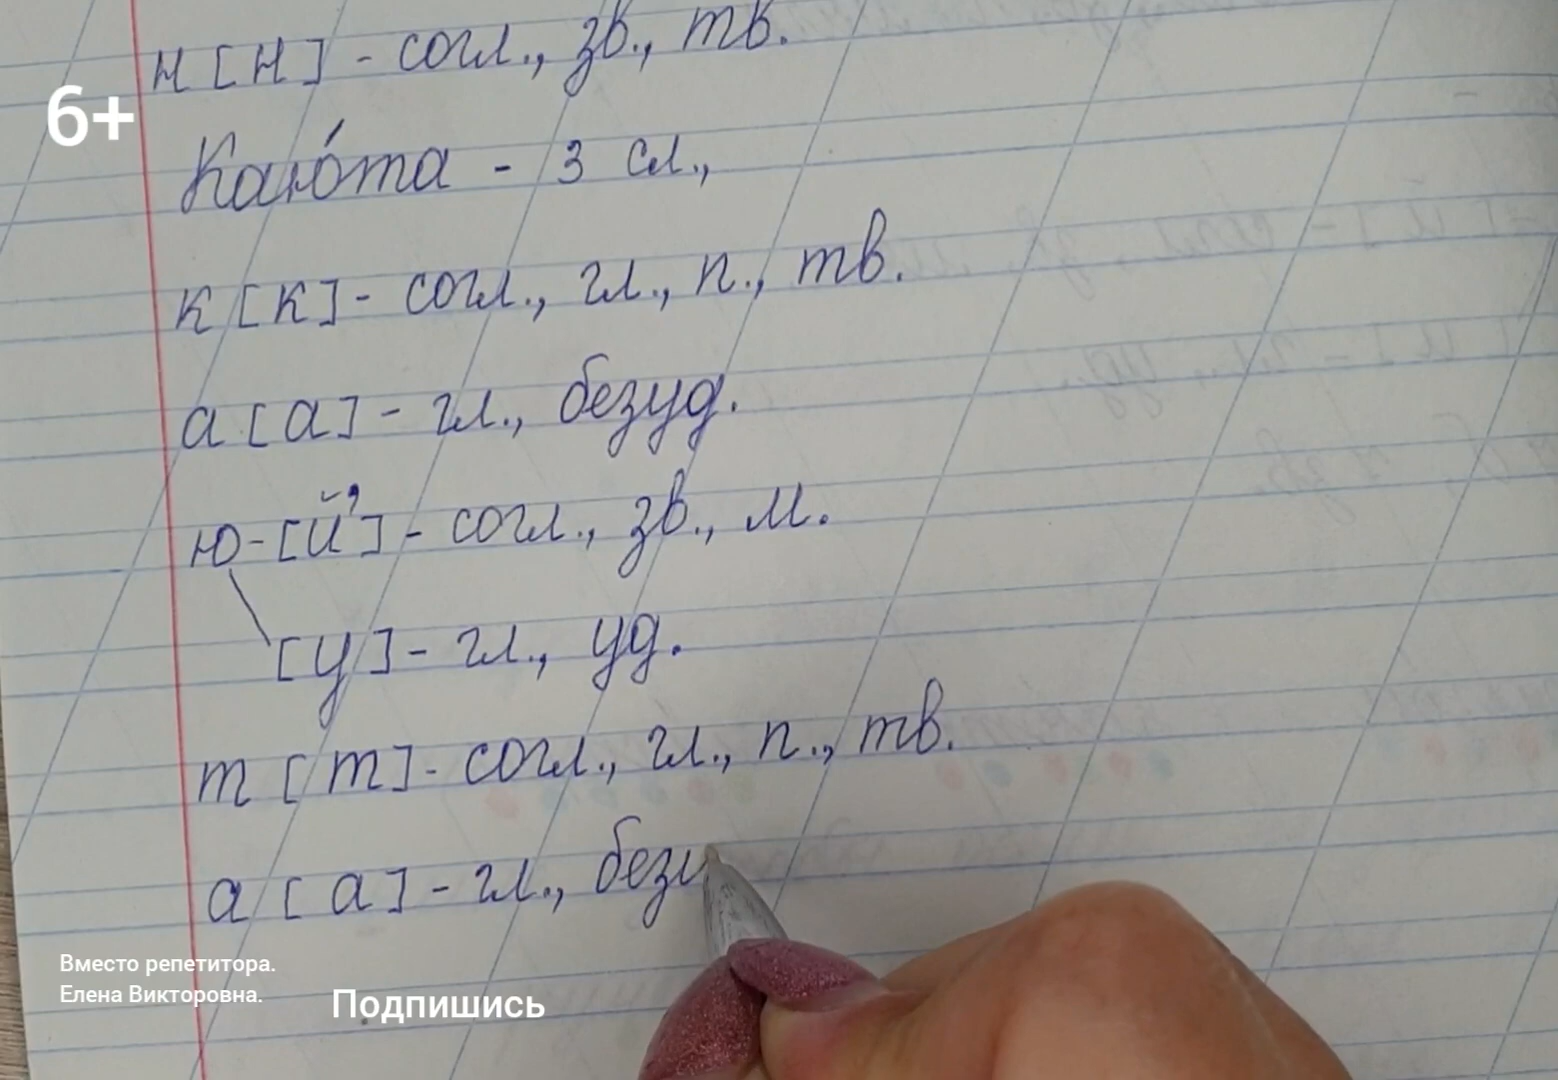 н [н] - согл., зв., тв.
6+
Каю́та - 3 сл.,
к [к] - согл., гл., п., тв.
а [а] - гл., безуд.
ю - [й'] - согл., зв., м.
[у] - гл., уд.
т [т] - согл., гл., п., тв.
а [а] - гл., безу
Вместо репетитора.
Елена Викторовна.
Подпишись